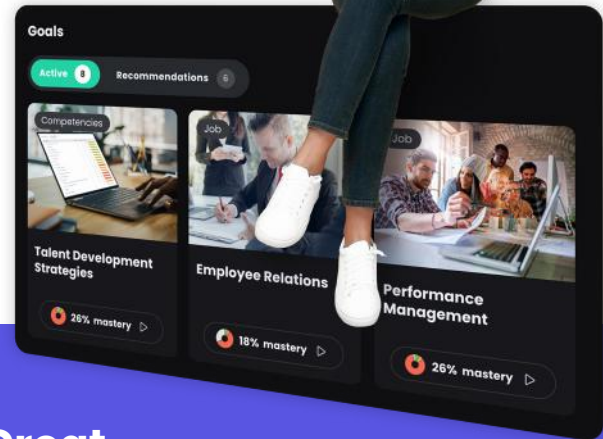 Goals
Active 8
Recommendations 6
Competencies
Job
Job
Talent Development
Strategies
Employee Relations
Performance
Management
26% mastery
18% mastery
26% mastery